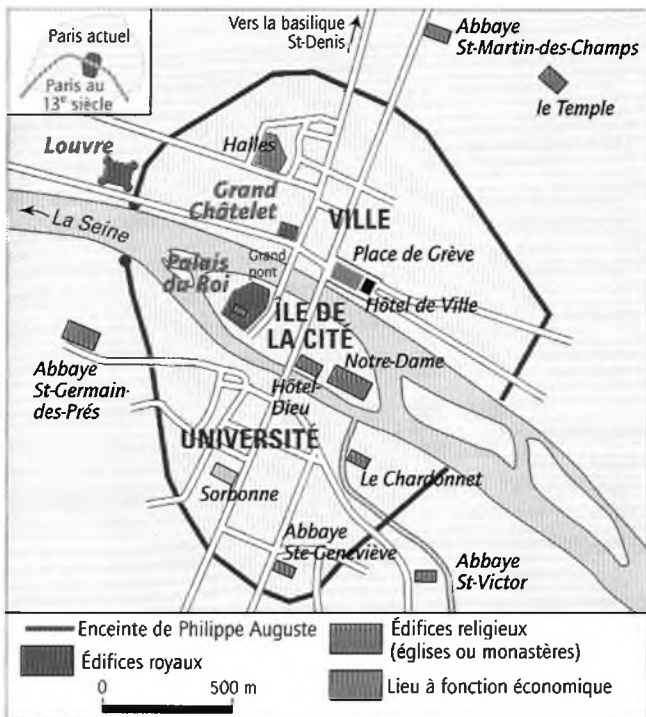 Paris actuel
Paris au
13e siècle
Vers la basilique
St-Denis
Abbaye
St-Martin-des-Champs
le Temple
Louvre
Halles
Grand
Châtelet
VILLE
La Seine
Place de Grève
Grand
pont
Palais
du Roi
Hôtel de Ville
ÎLE DE
LA CITÉ
Notre-Dame
Abbaye
St-Germain-
des-Prés
Hôtel-
Dieu
UNIVERSITÉ
Le Chardonnet
Sorbonne
Abbaye
Ste-Geneviève
Abbaye
St-Victor
Enceinte de Philippe Auguste
Édifices royaux
0 500 m
Édifices religieux
(églises ou monastères)
Lieu à fonction économique